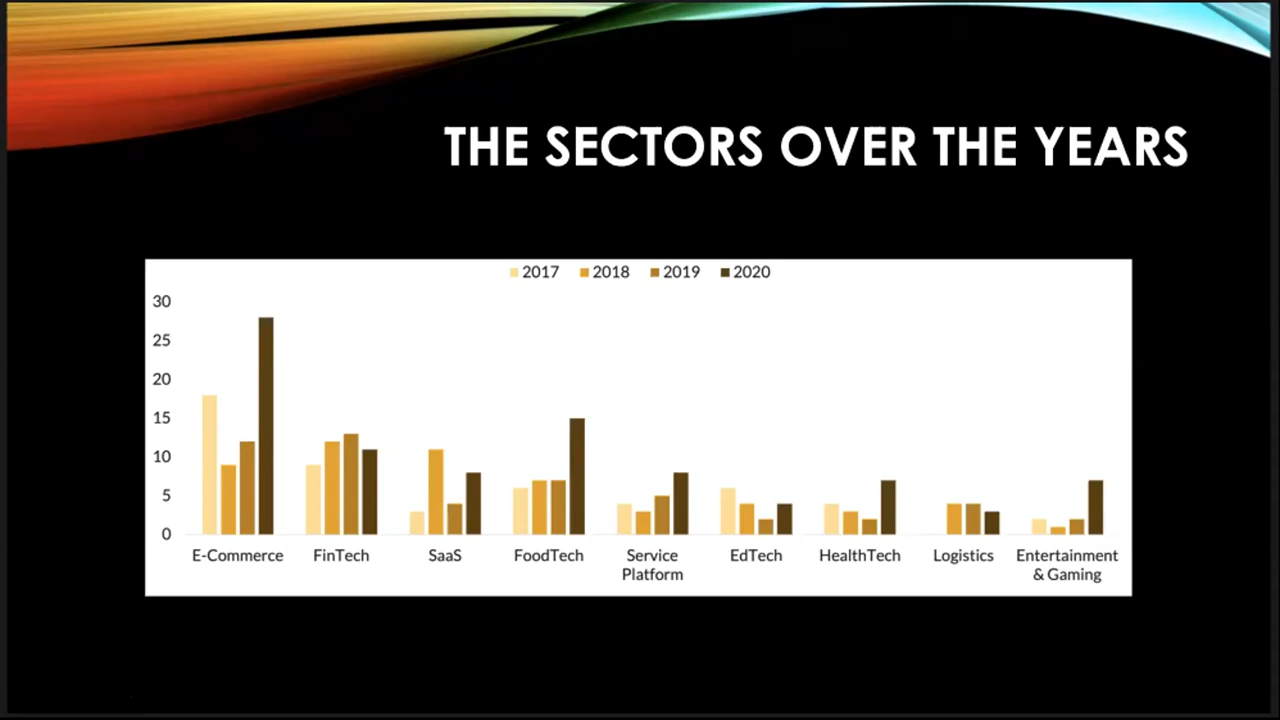 THE SECTORS OVER THE YEARS
2017 2018 2019 2020
30
25
20
15
10
5
0
E-Commerce FinTech SaaS FoodTech Service Platform EdTech HealthTech Logistics Entertainment & Gaming